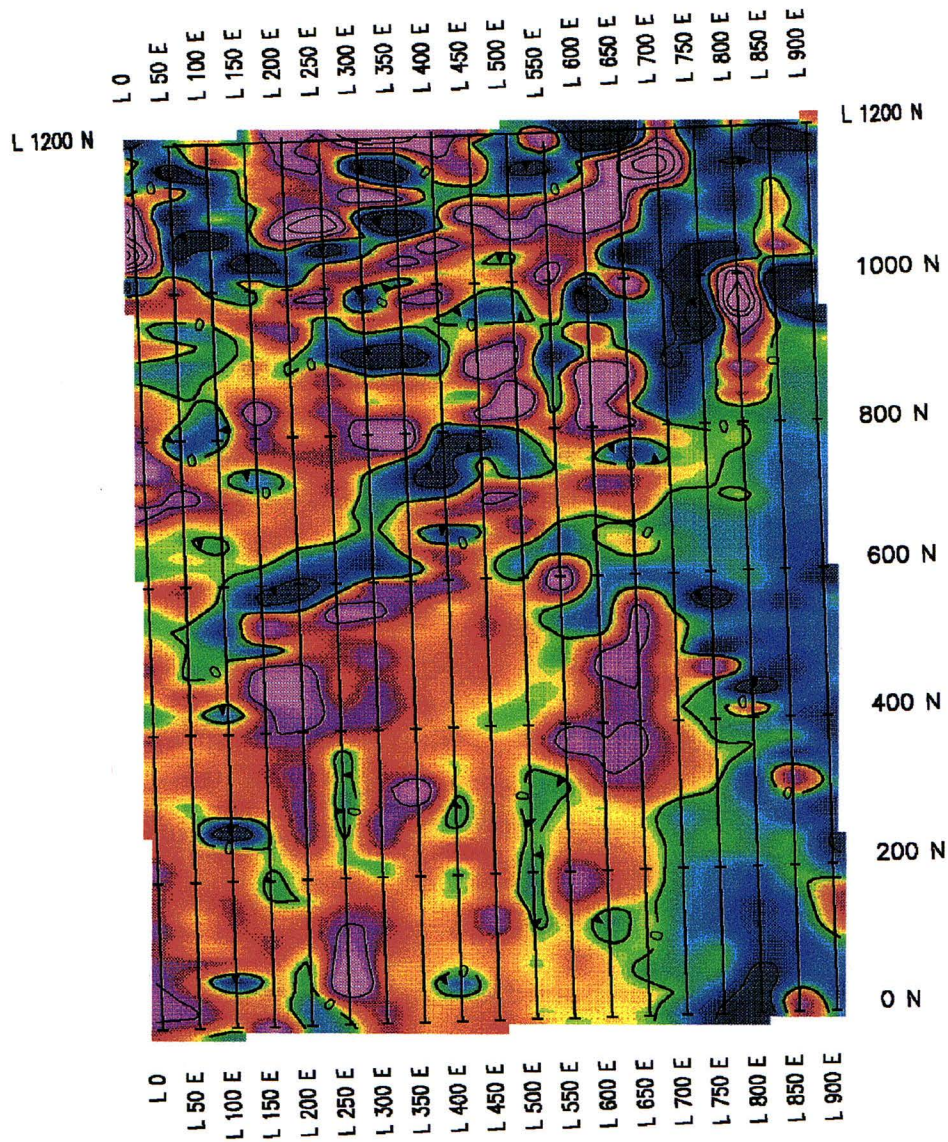 L 0
L 50 E
L 100 E
L 150 E
L 200 E
L 250 E
L 300 E
L 350 E
L 400 E
L 450 E
L 500 E
L 550 E
L 600 E
L 650 E
L 700 E
L 750 E
L 800 E
L 850 E
L 900 E
L 1200 N
L 1200 N
1000 N
800 N
600 N
400 N
200 N
0 N
L 0
L 50 E
L 100 E
L 150 E
L 200 E
L 250 E
L 300 E
L 350 E
L 400 E
L 450 E
L 500 E
L 550 E
L 600 E
L 650 E
L 700 E
L 750 E
L 800 E
L 850 E
L 900 E